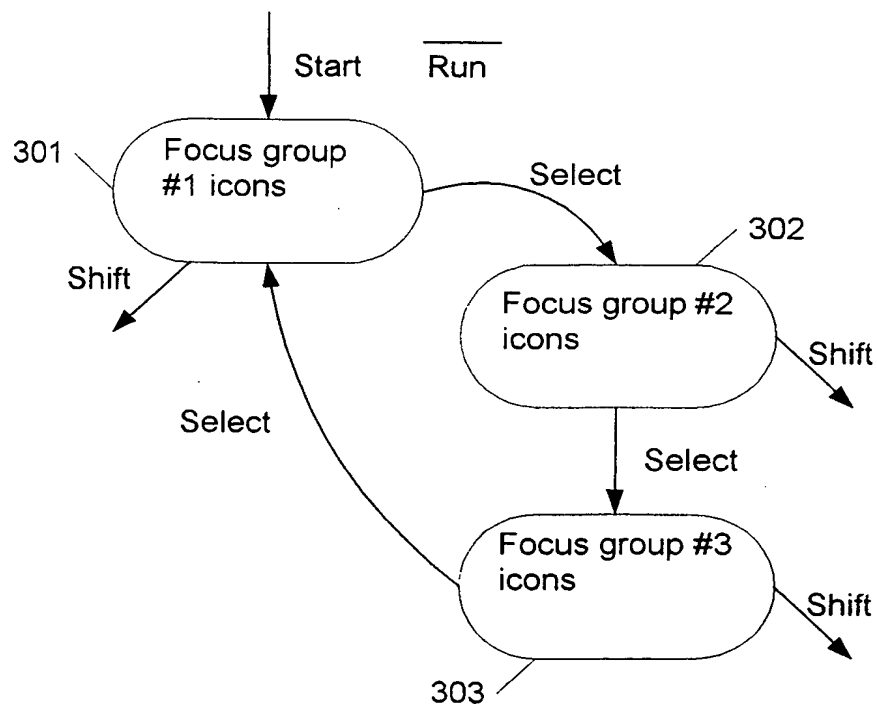 Start Run
301
Focus group
#1 icons
Select
302
Shift
Focus group #2
icons
Shift
Select
Select
Focus group #3
icons
Shift
303